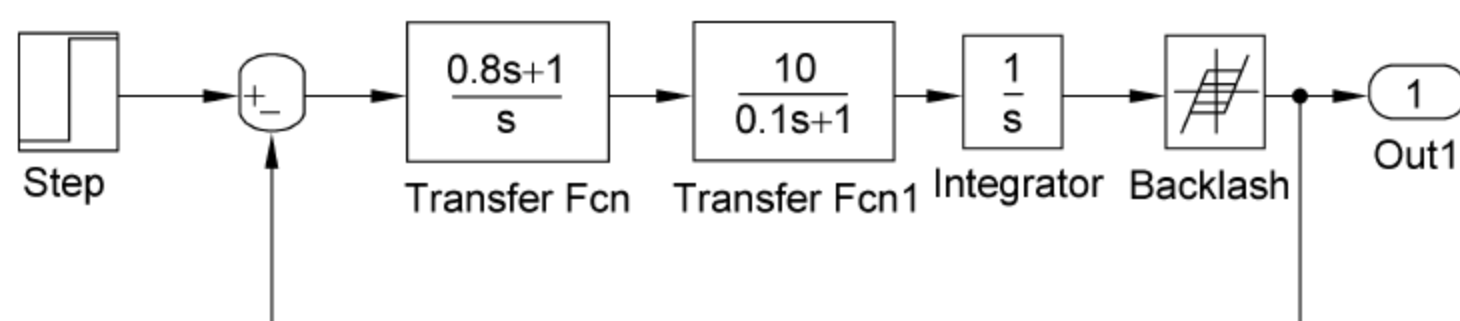 +
−
0.8s+1
s
10
0.1s+1
1
s
1
Step
Transfer Fcn
Transfer Fcn1
Integrator
Backlash
Out1